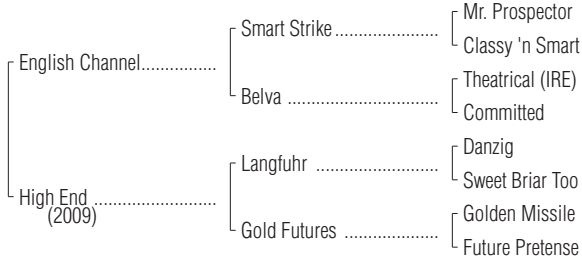 Mr. Prospector
Smart Strike
Classy 'n Smart
English Channel
Theatrical (IRE)
Belva
Committed
Danzig
Langfuhr
Sweet Briar Too
High End
(2009)
Golden Missile
Gold Futures
Future Pretense